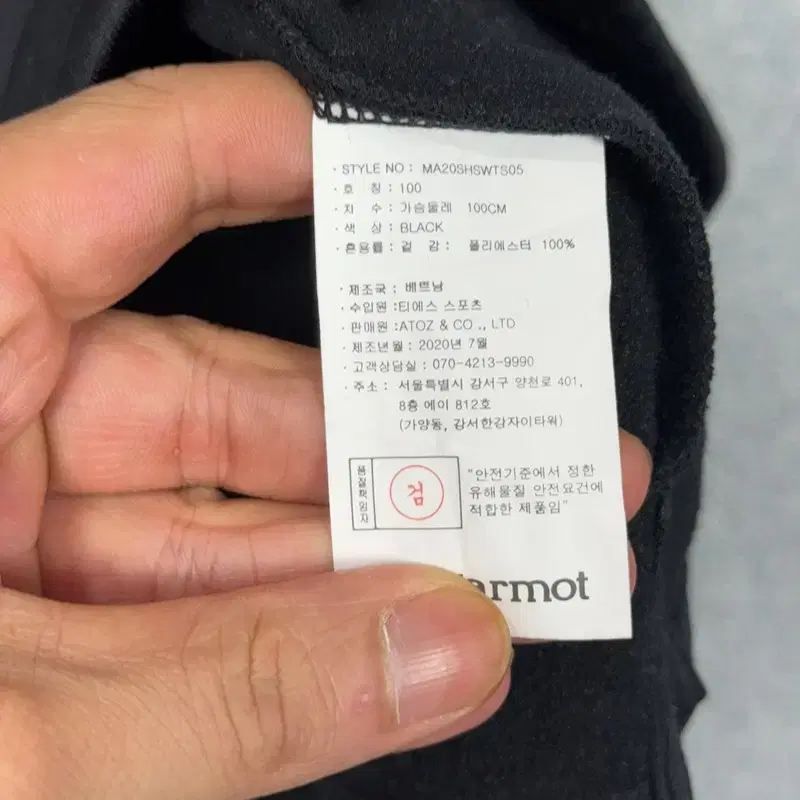 · STYLE NO : MA20SHSWTS05
· 호 칭 : 100
· 치 수 : 가슴둘레 100CM
· 색 상 : BLACK
· 혼용률 : 겉 감 : 폴리에스터 100%
· 제조국 : 베트남
· 수입원 :티에스 스포츠
· 판매원 :ATOZ & CO ., LTD
· 제조년월 : 2020년 7월
· 고객상담실 : 070-4213-9990
· 주소 : 서울특별시 강서구 양천로 401,
8층 에이 812호
(가양동, 강서한강자이타워)
품질책임자
검
"안전기준에서 정한
유해물질 안전요건에
적합한 제품임"
armot